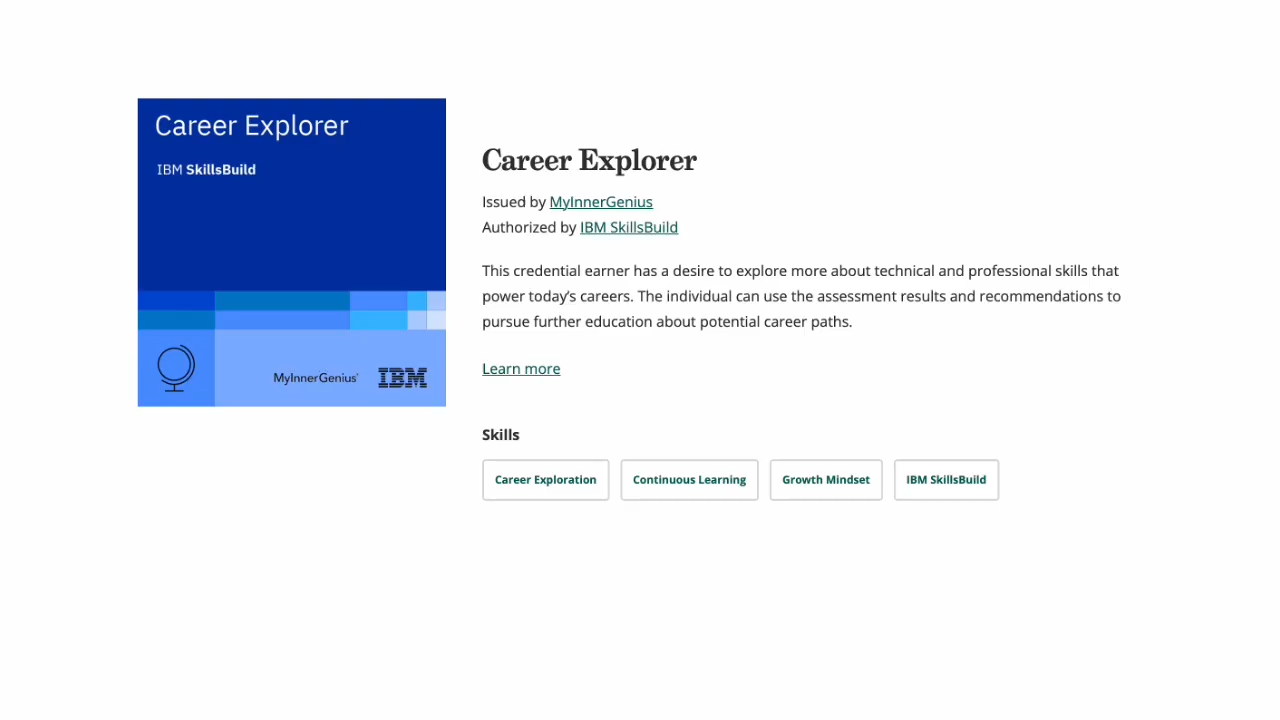 Career Explorer
IBM SkillsBuild
MyInnerGenius
IBM
Career Explorer
Issued by MyInnerGenius
Authorized by IBM SkillsBuild
This credential earner has a desire to explore more about technical and professional skills that
power today’s careers. The individual can use the assessment results and recommendations to
pursue further education about potential career paths.
Learn more
Skills
Career Exploration
Continuous Learning
Growth Mindset
IBM SkillsBuild